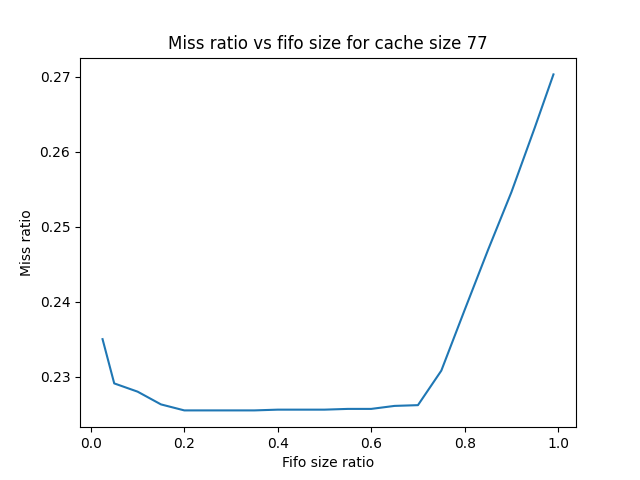 Miss ratio vs fifo size for cache size 77
0.27
0.26
0.25
0.24
0.23
Miss ratio
0.0 0.2 0.4 0.6 0.8 1.0
Fifo size ratio